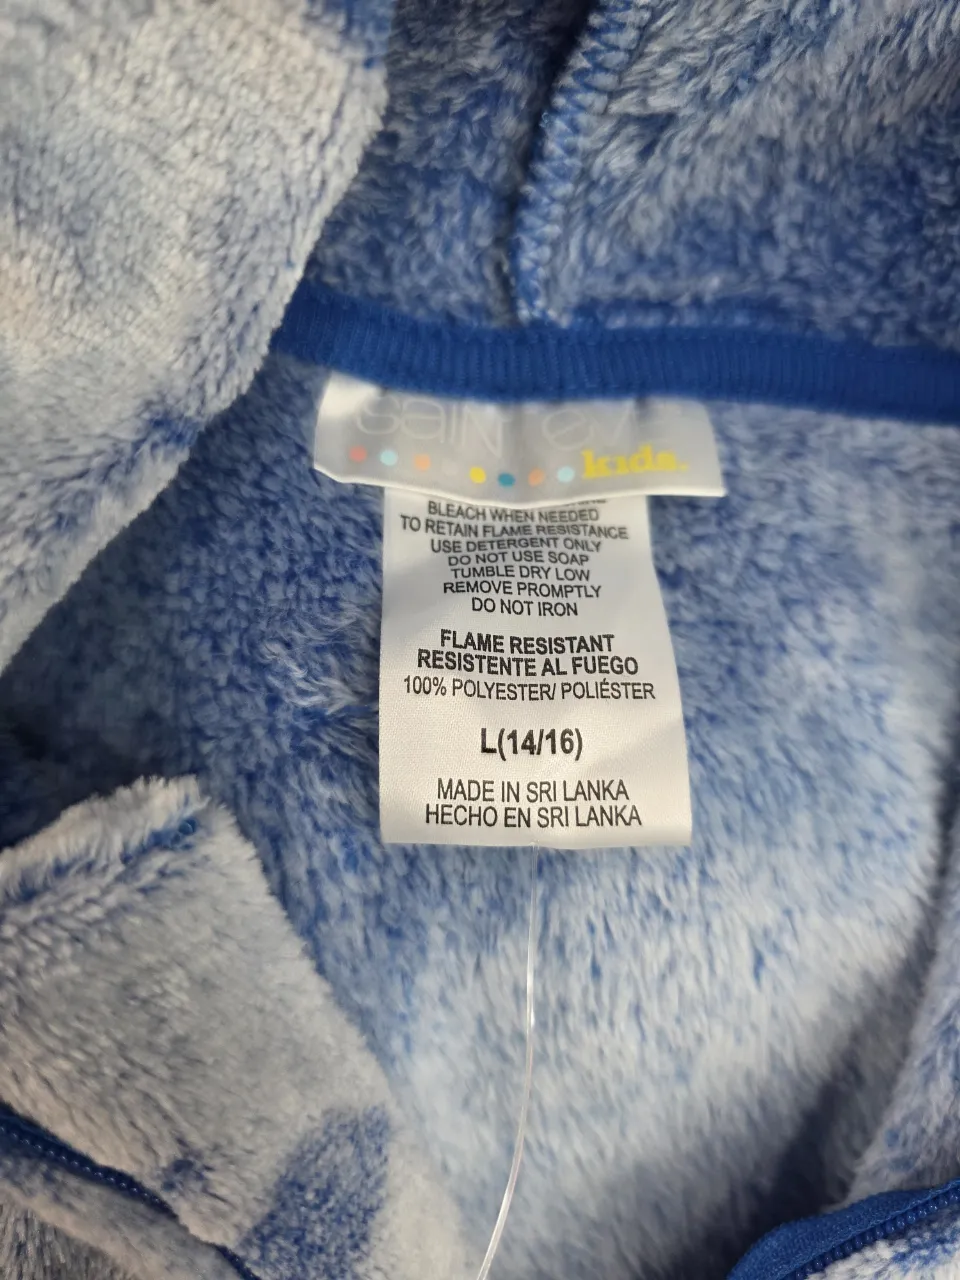 SAINT EVE
kids.
BLEACH WHEN NEEDED
TO RETAIN FLAME RESISTANCE
USE DETERGENT ONLY
DO NOT USE SOAP
TUMBLE DRY LOW
REMOVE PROMPTLY
DO NOT IRON
FLAME RESISTANT
RESISTENTE AL FUEGO
100% POLYESTER/ POLIÉSTER
L(14/16)
MADE IN SRI LANKA
HECHO EN SRI LANKA